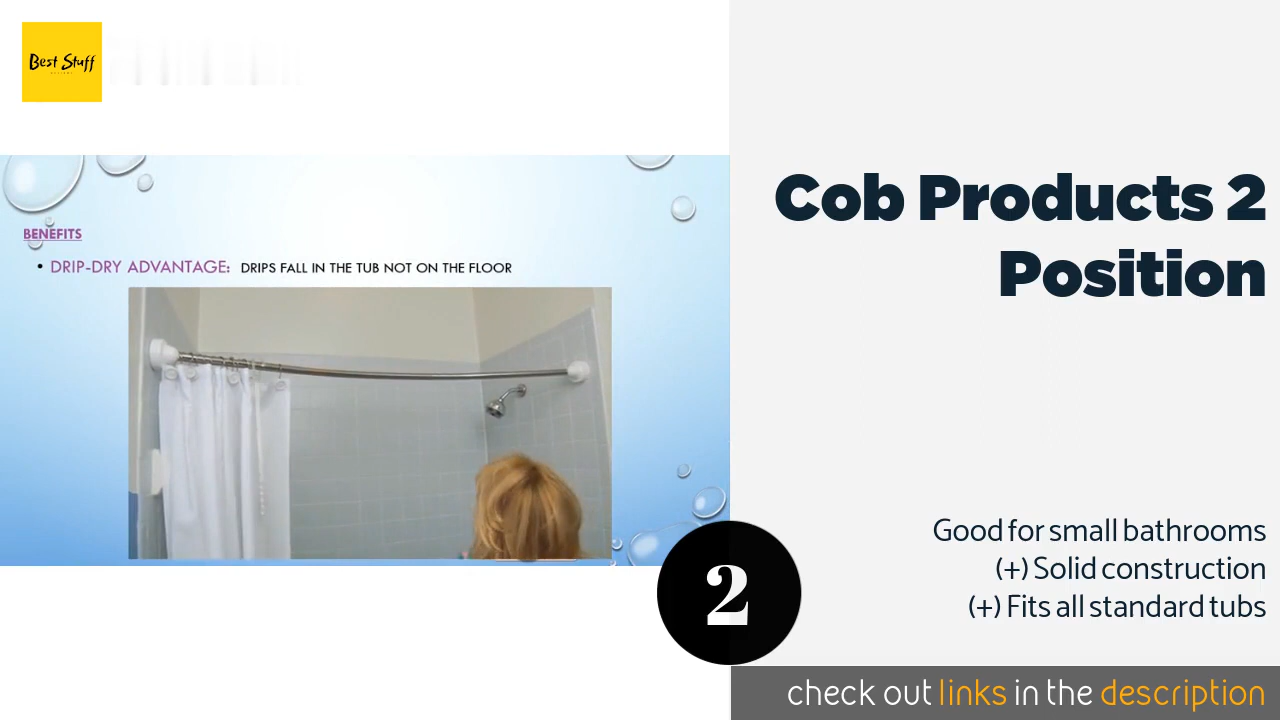 Best Stuff
BENEFITS
• DRIP-DRY ADVANTAGE: DRIPS FALL IN THE TUB NOT ON THE FLOOR
Cob Products 2
Position
Good for small bathrooms
(+) Solid construction
(+) Fits all standard tubs
2
check out links in the description